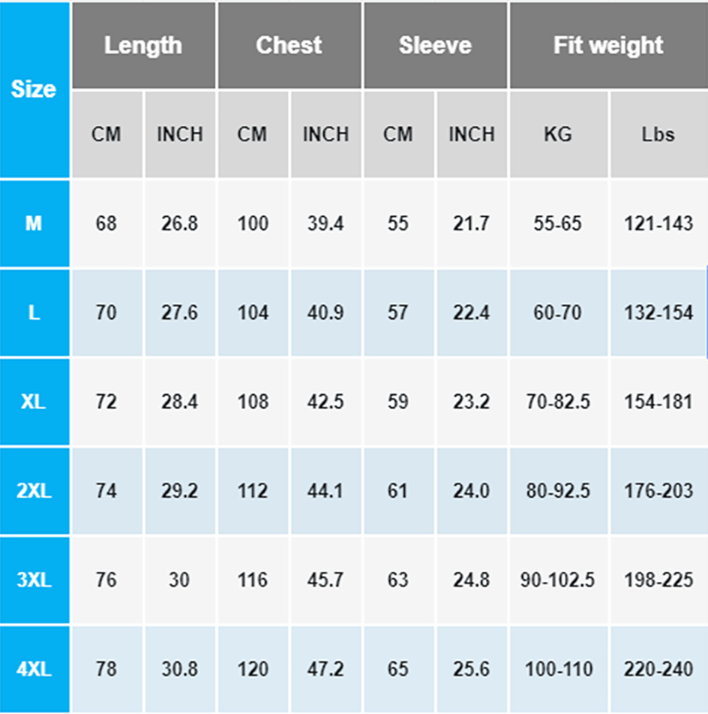 Size Length Chest Sleeve Fit weight
CM INCH CM INCH CM INCH KG Lbs
M 68 26.8 100 39.4 55 21.7 55-65 121-143
L 70 27.6 104 40.9 57 22.4 60-70 132-154
XL 72 28.4 108 42.5 59 23.2 70-82.5 154-181
2XL 74 29.2 112 44.1 61 24.0 80-92.5 176-203
3XL 76 30 116 45.7 63 24.8 90-102.5 198-225
4XL 78 30.8 120 47.2 65 25.6 100-110 220-240